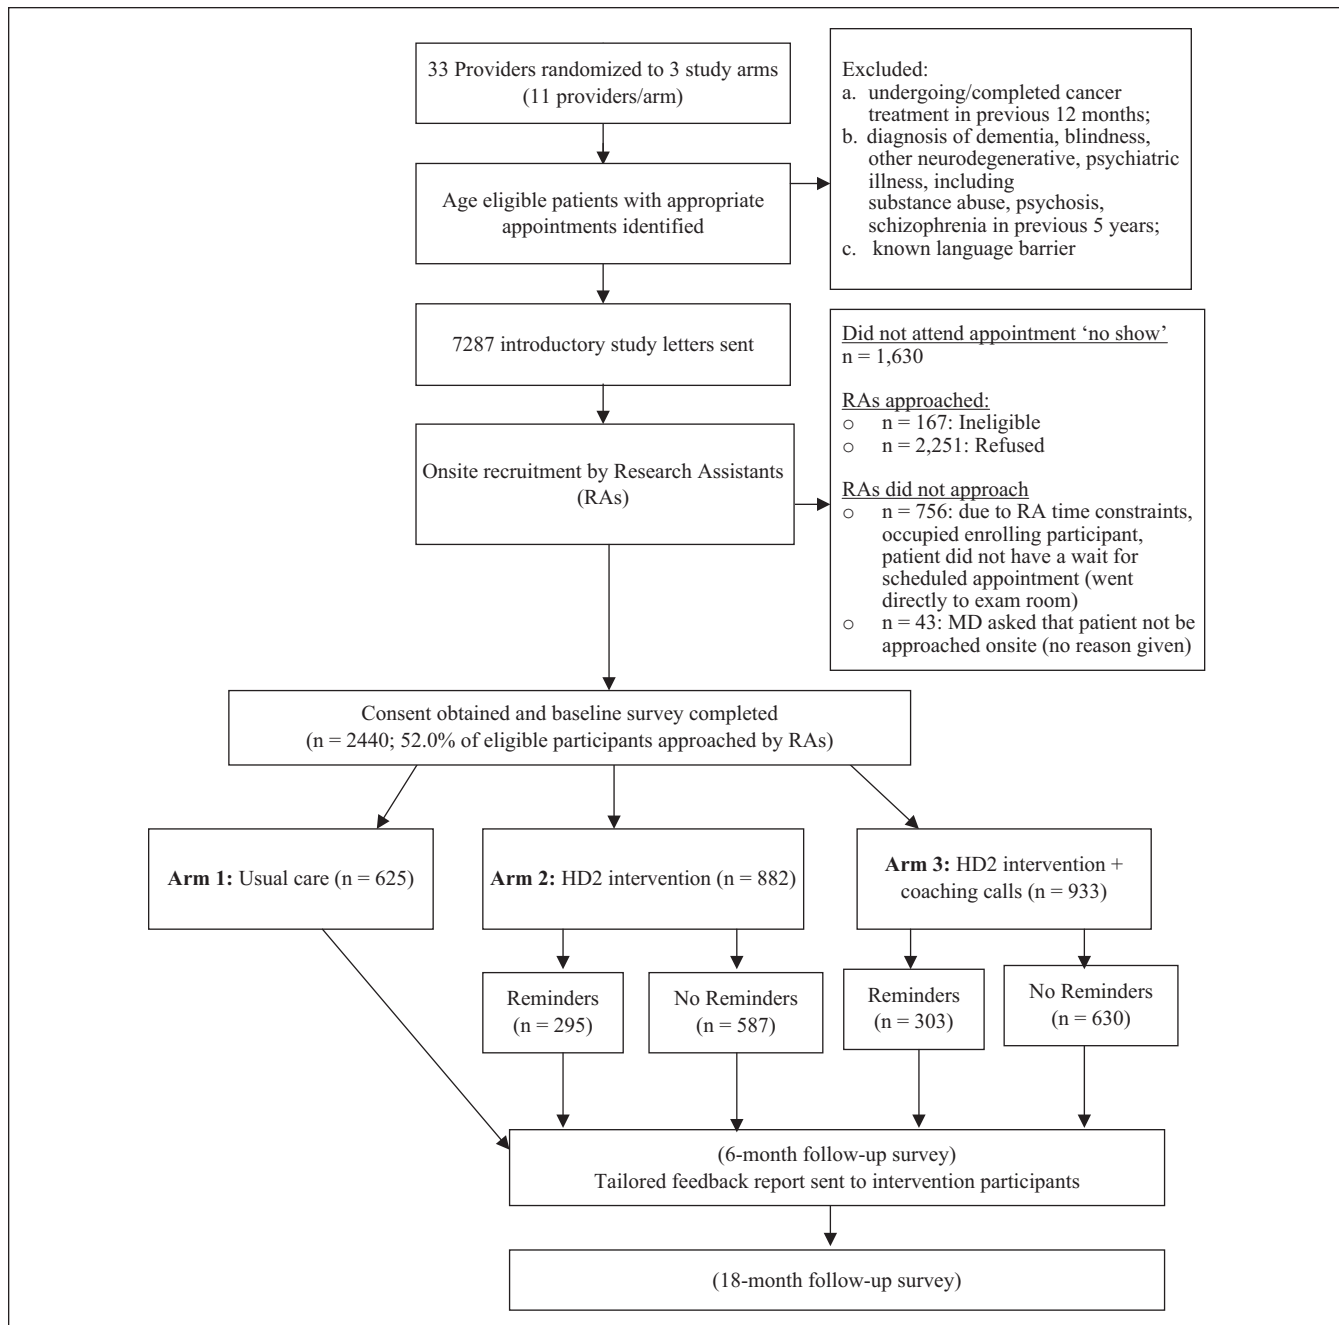 33 Providers randomized to 3 study arms
(11 providers/arm)
Excluded:
a. undergoing/completed cancer
treatment in previous 12 months;
b. diagnosis of dementia, blindness,
other neurodegenerative, psychiatric
illness, including
substance abuse, psychosis,
schizophrenia in previous 5 years;
c. known language barrier
Age eligible patients with appropriate
appointments identified
7287 introductory study letters sent
Did not attend appointment ‘no show’
n = 1,630
RAs approached:
o n = 167: Ineligible
o n = 2,251: Refused
RAs did not approach
o n = 756: due to RA time constraints,
occupied enrolling participant,
patient did not have a wait for
scheduled appointment (went
directly to exam room)
o n = 43: MD asked that patient not be
approached onsite (no reason given)
Onsite recruitment by Research Assistants
(RAs)
Consent obtained and baseline survey completed
(n = 2440; 52.0% of eligible participants approached by RAs)
Arm 1: Usual care (n = 625)
Arm 2: HD2 intervention (n = 882)
Arm 3: HD2 intervention +
coaching calls (n = 933)
Reminders
(n = 295)
No Reminders
(n = 587)
Reminders
(n = 303)
No Reminders
(n = 630)
(6-month follow-up survey)
Tailored feedback report sent to intervention participants
(18-month follow-up survey)